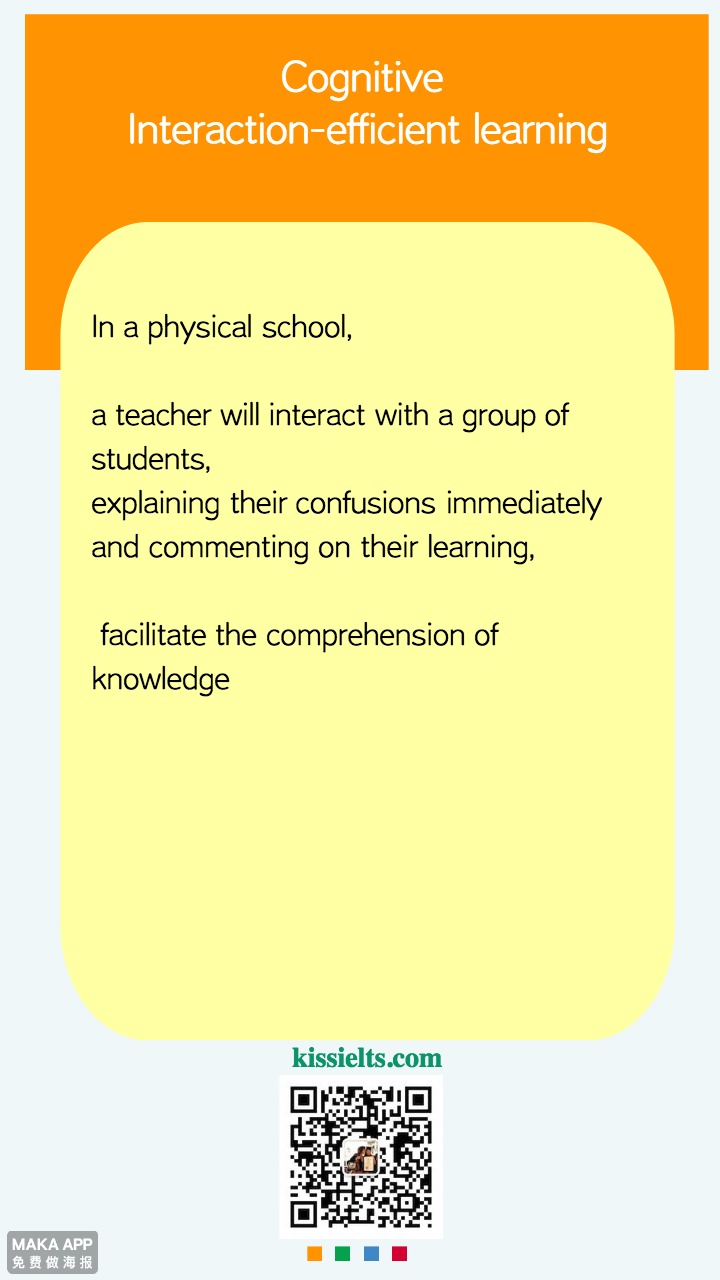 Cognitive
Interaction-efficient learning
In a physical school,
a teacher will interact with a group of
students,
explaining their confusions immediately
and commenting on their learning,
facilitate the comprehension of
knowledge
kissielts.com
MAKA APP
免费做海报